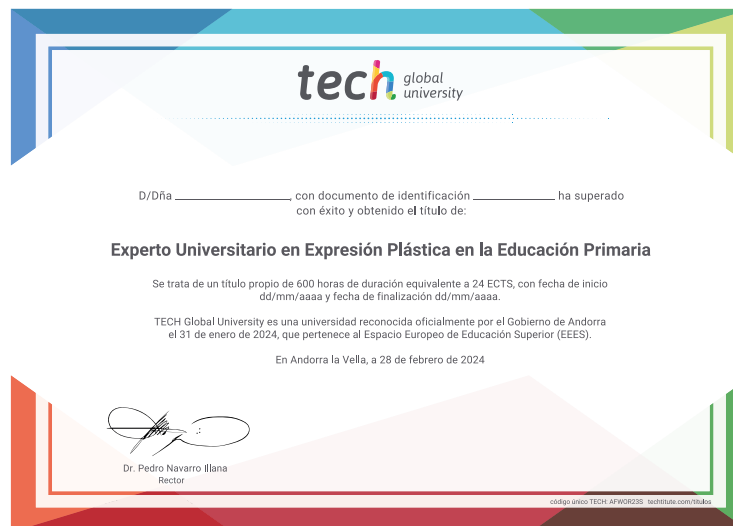 tech global
university
D/Dña , con documento de identificación ha superado
con éxito y obtenido el título de:
Experto Universitario en Expresión Plástica en la Educación Primaria
Se trata de un título propio de 600 horas de duración equivalente a 24 ECTS, con fecha de inicio
dd/mm/aaaa y fecha de finalización dd/mm/aaaa.
TECH Global University es una universidad reconocida oficialmente por el Gobierno de Andorra
el 31 de enero de 2024, que pertenece al Espacio Europeo de Educación Superior (EEES).
En Andorra la Vella, a 28 de febrero de 2024
Dr. Pedro Navarro Illana
Rector
código único TECH: AFWOR23S techtitute.com/titulos